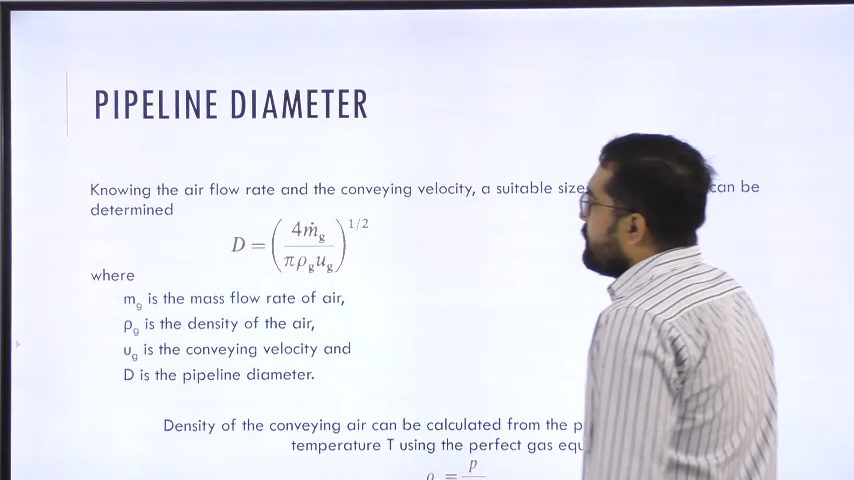 PIPELINE DIAMETER
Knowing the air flow rate and the conveying velocity, a suitable size can be
determined
D = (4ṁg / πρgug)^1/2
where
mg is the mass flow rate of air,
ρg is the density of the air,
ug is the conveying velocity and
D is the pipeline diameter.
Density of the conveying air can be calculated from the
temperature T using the perfect gas
= p